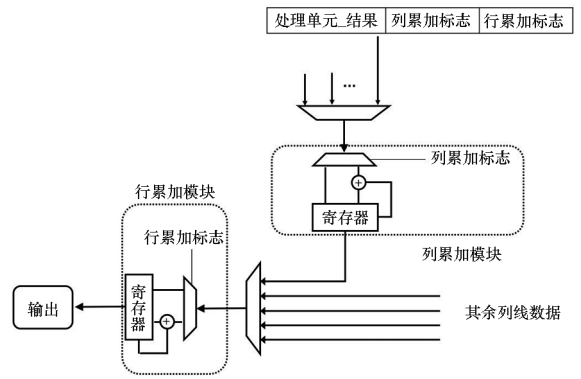 处理单元_结果 列累加标志 行累加标志
...
列累加标志
行累加模块
寄存器
行累加标志
列累加模块
寄存器
输出
其余列线数据